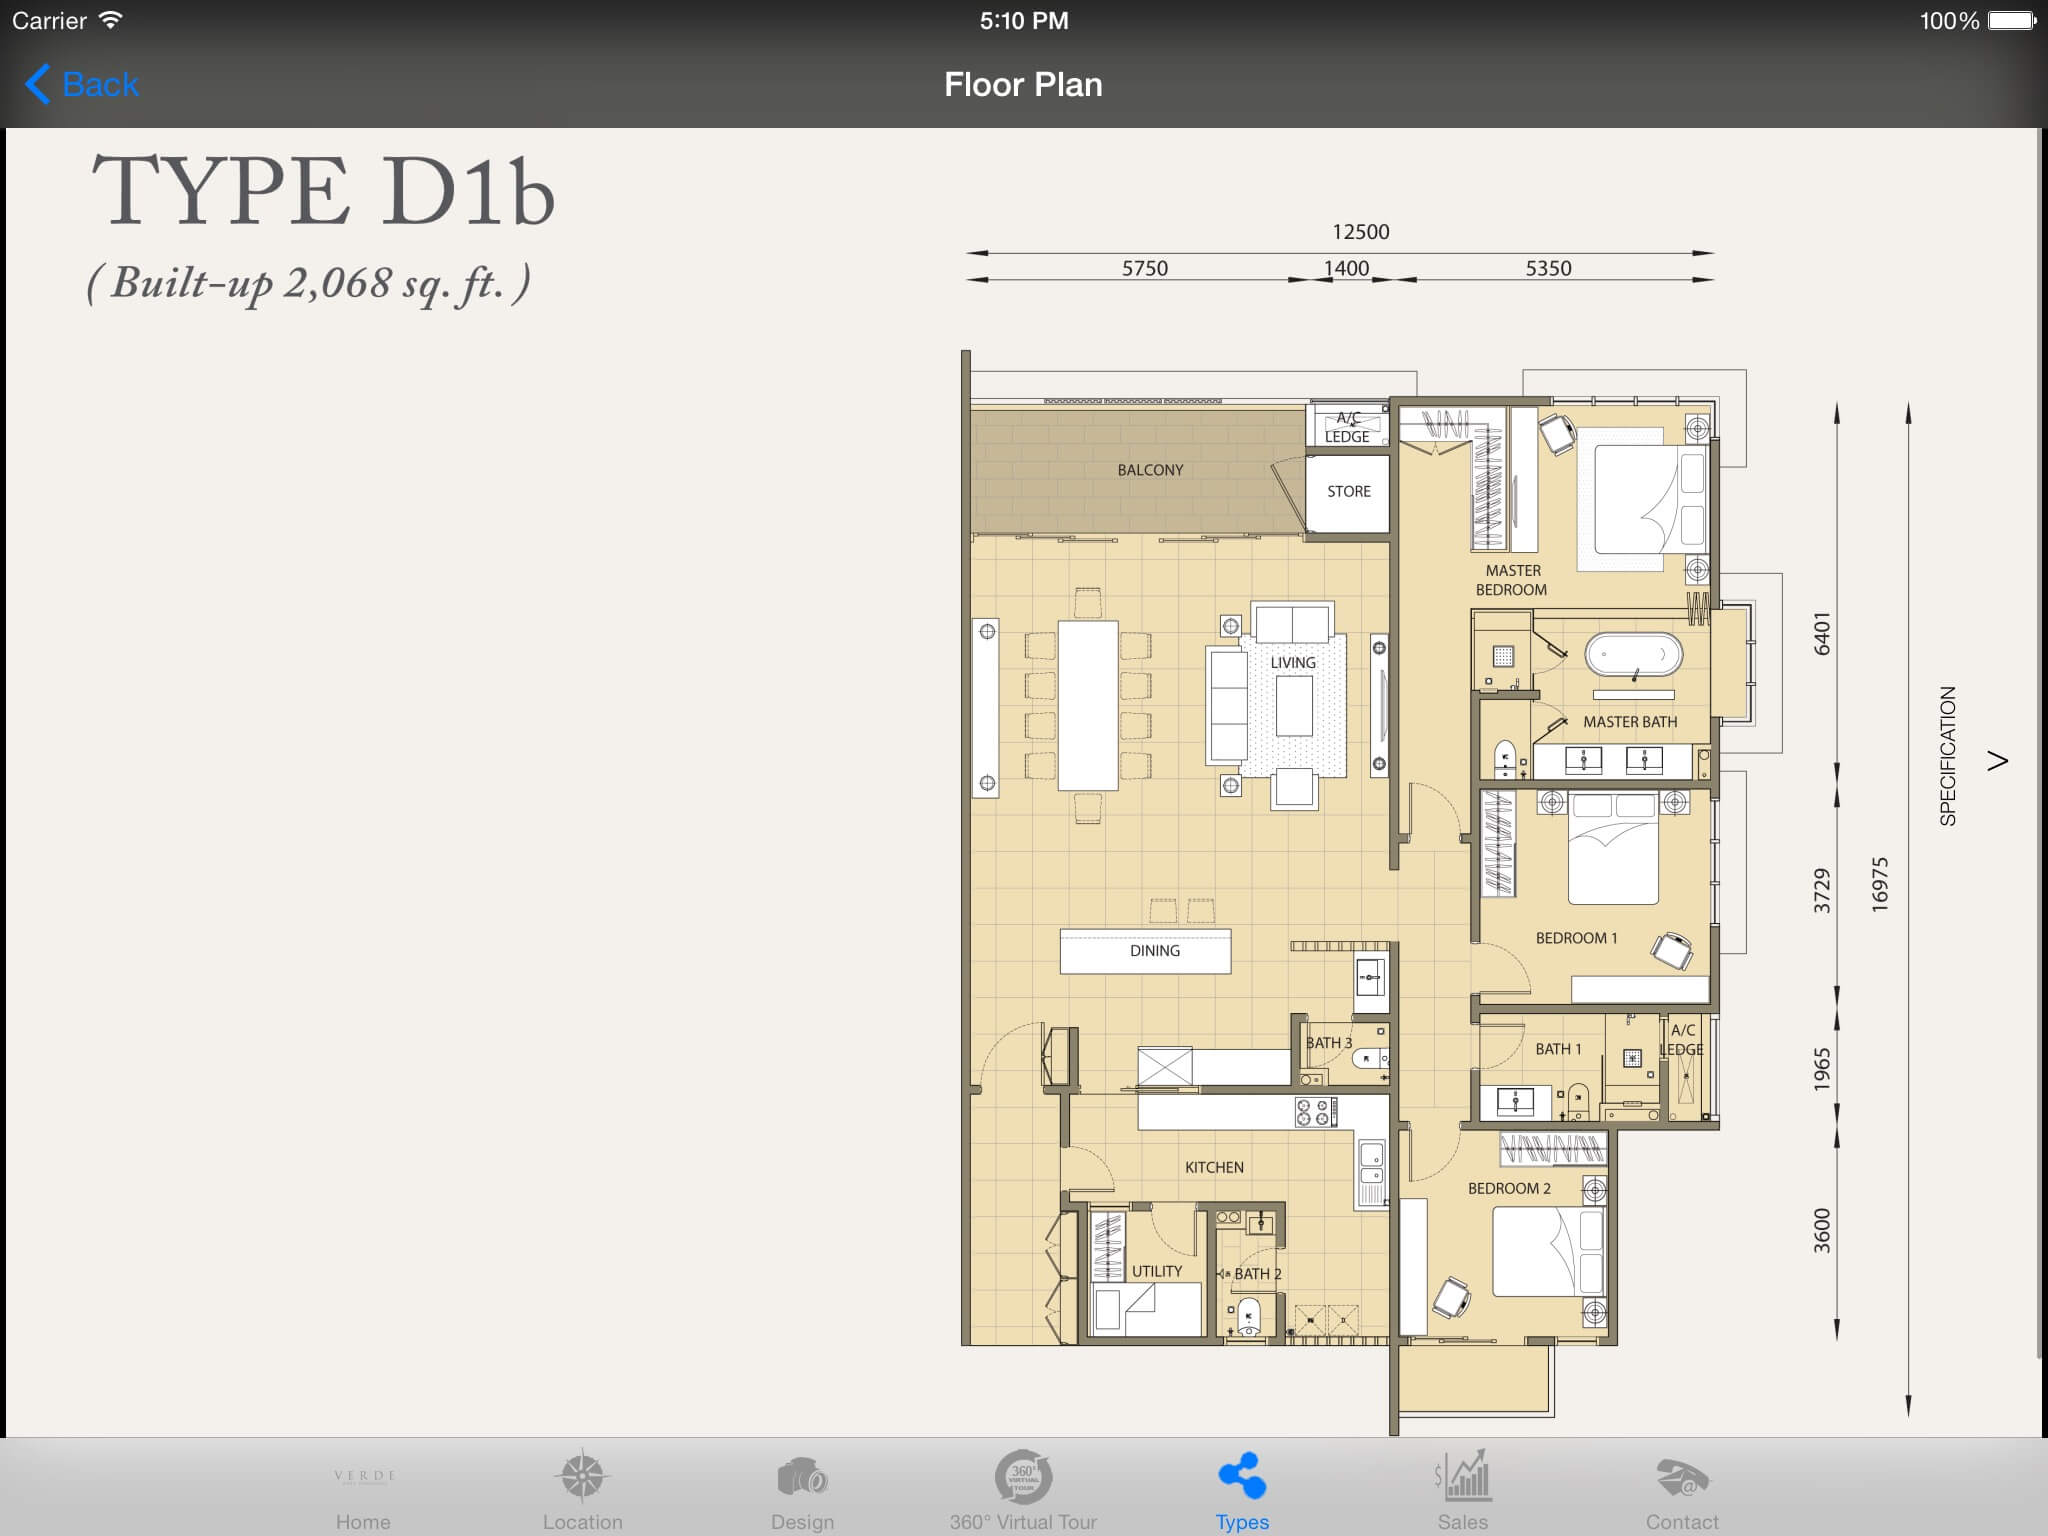 Carrier
5:10 PM
100%
Back
Floor Plan
TYPE D1b
( Built-up 2,068 sq. ft. )
12500
5750
1400
5350
A/C
LEDGE
BALCONY
STORE
MASTER
BEDROOM
LIVING
MASTER BATH
6401
SPECIFICATION
>
3729
16975
BEDROOM 1
DINING
BATH 3
BATH 1
A/C
LEDGE
1965
KITCHEN
BEDROOM 2
3600
UTILITY
BATH 2
VERDE
360°
VIRTUAL
TOUR
$
@
Home
Location
Design
360° Virtual Tour
Types
Sales
Contact